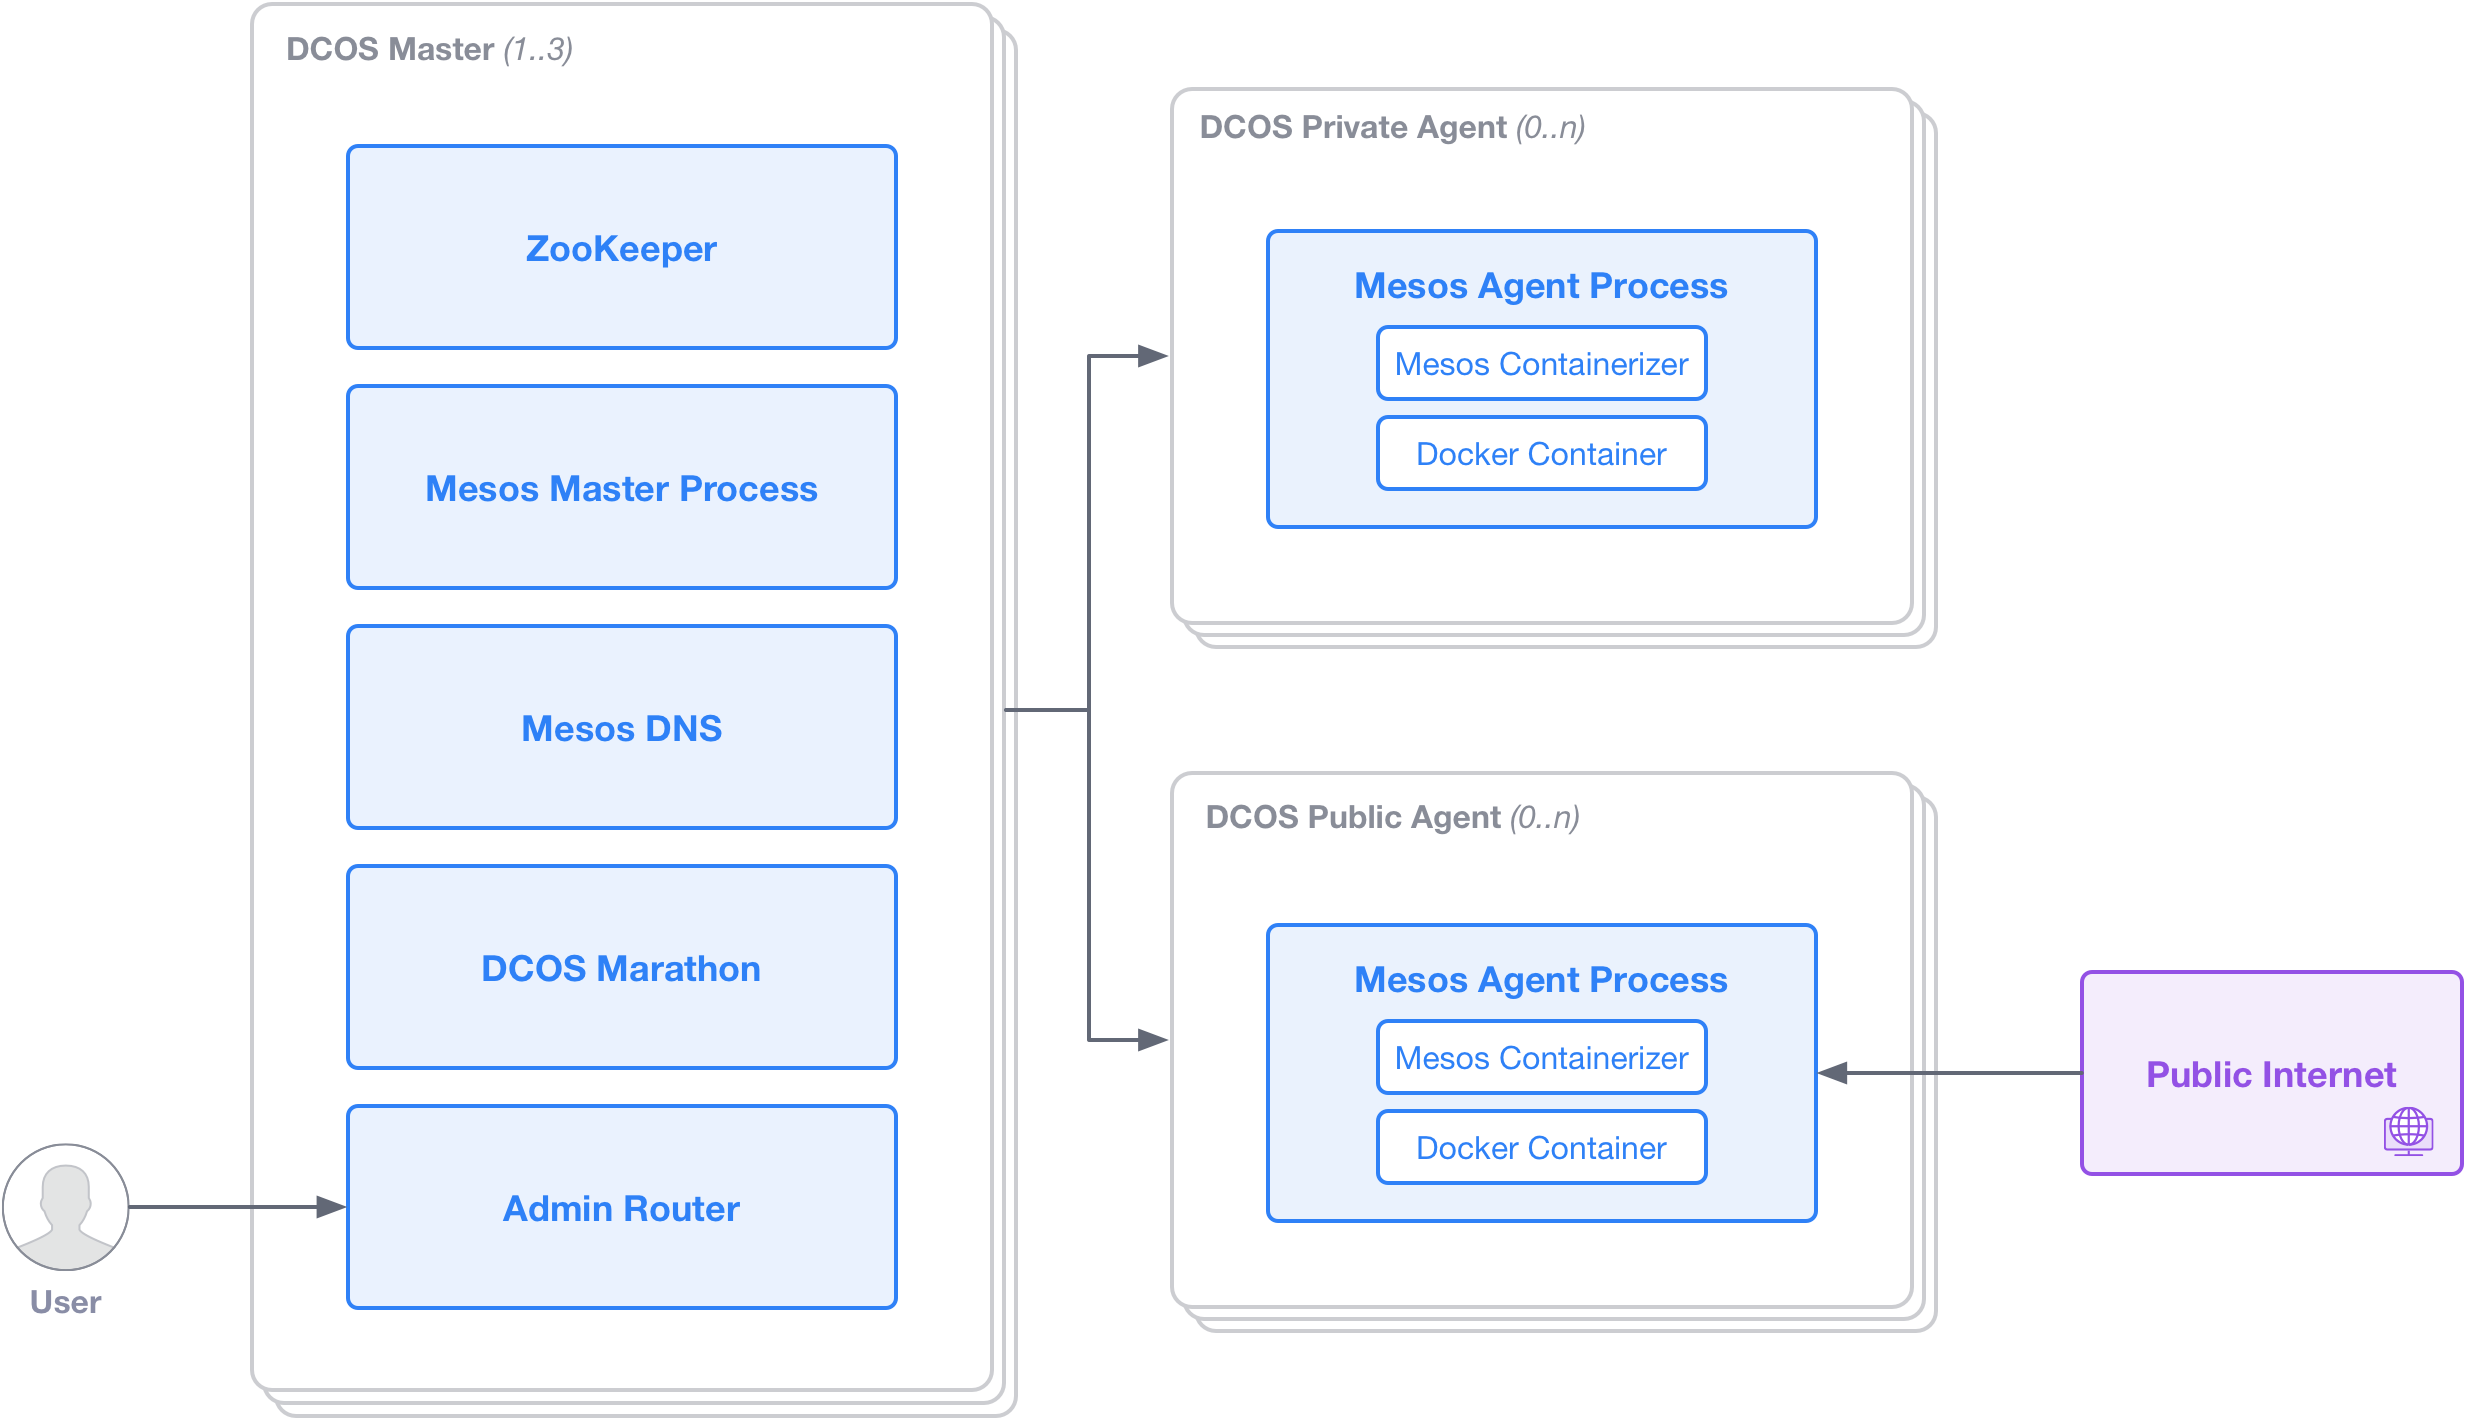 DCOS Master (1..3)
ZooKeeper
Mesos Master Process
Mesos DNS
DCOS Marathon
Admin Router
User
DCOS Private Agent (0..n)
Mesos Agent Process
Mesos Containerizer
Docker Container
DCOS Public Agent (0..n)
Mesos Agent Process
Mesos Containerizer
Docker Container
Public Internet